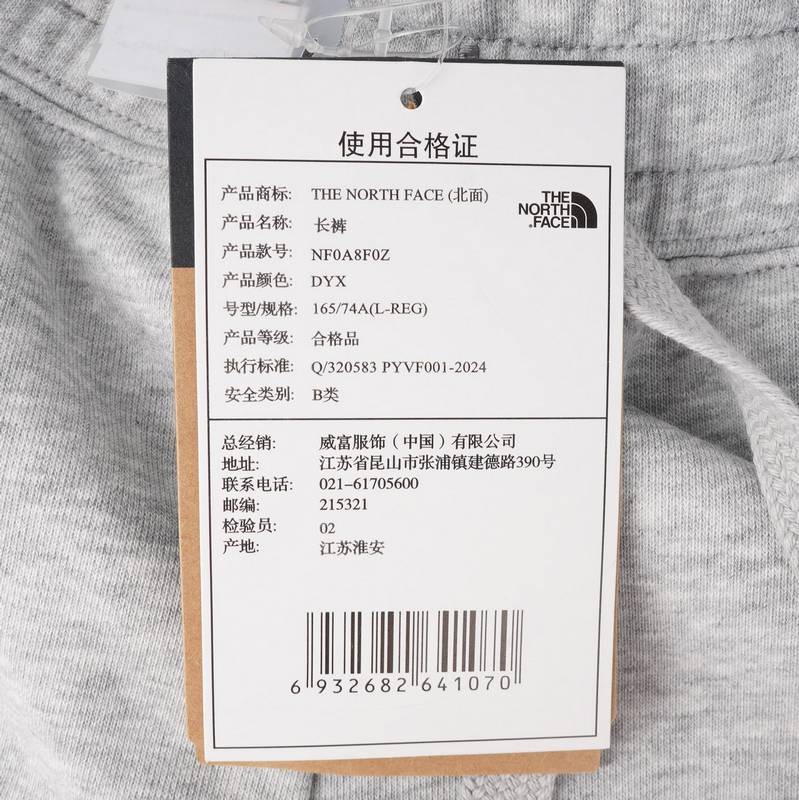 使用合格证
产品商标: THE NORTH FACE (北面)
产品名称: 长裤
产品款号: NF0A8F0Z
产品颜色: DYX
号型/规格: 165/74A(L-REG)
产品等级: 合格品
执行标准: Q/320583 PYVF001-2024
安全类别: B类
THE
NORTH
FACE
总经销: 威富服饰（中国）有限公司
地址: 江苏省昆山市张浦镇建德路390号
联系电话: 021-61705600
邮编: 215321
检验员: 02
产地: 江苏淮安
6 932682 641070